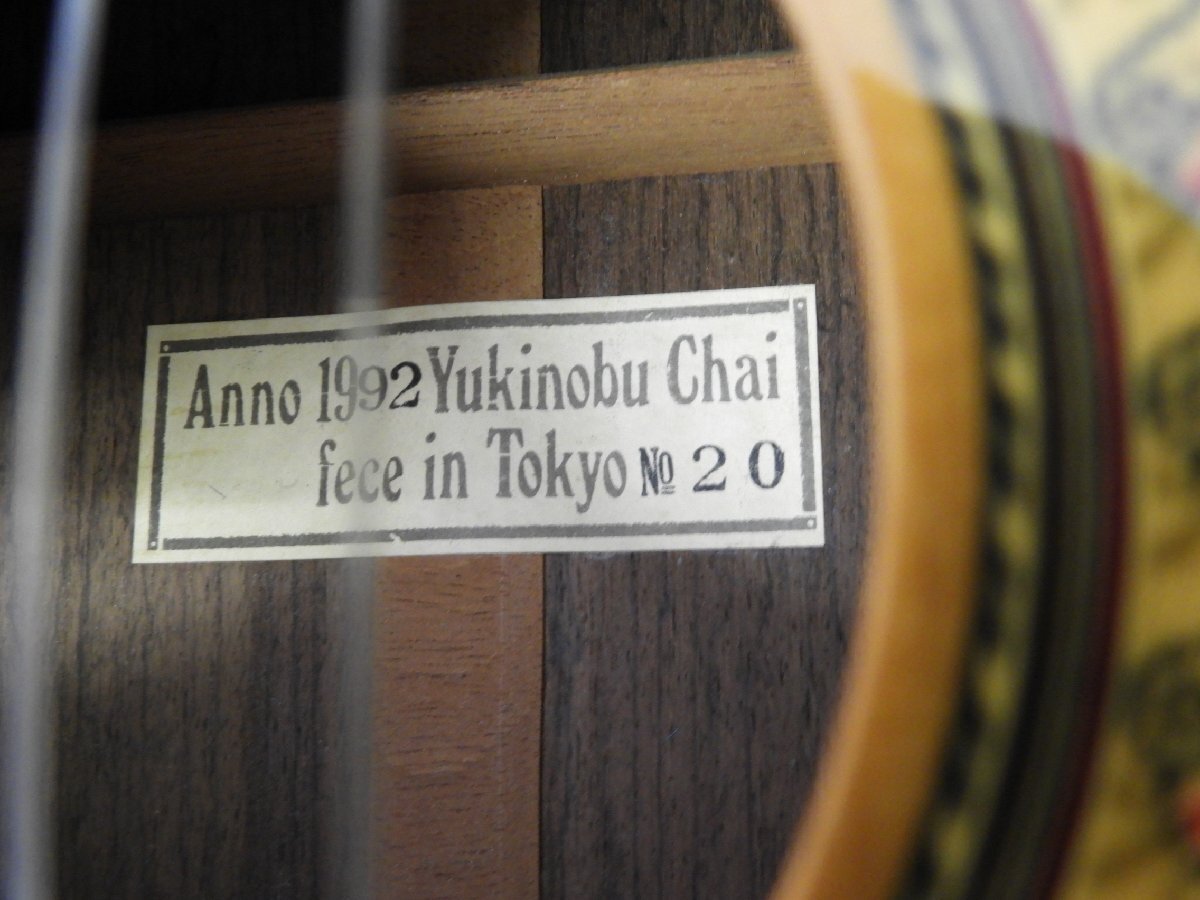 Anno 1992 Yukinobu Chai
fece in Tokyo № 20